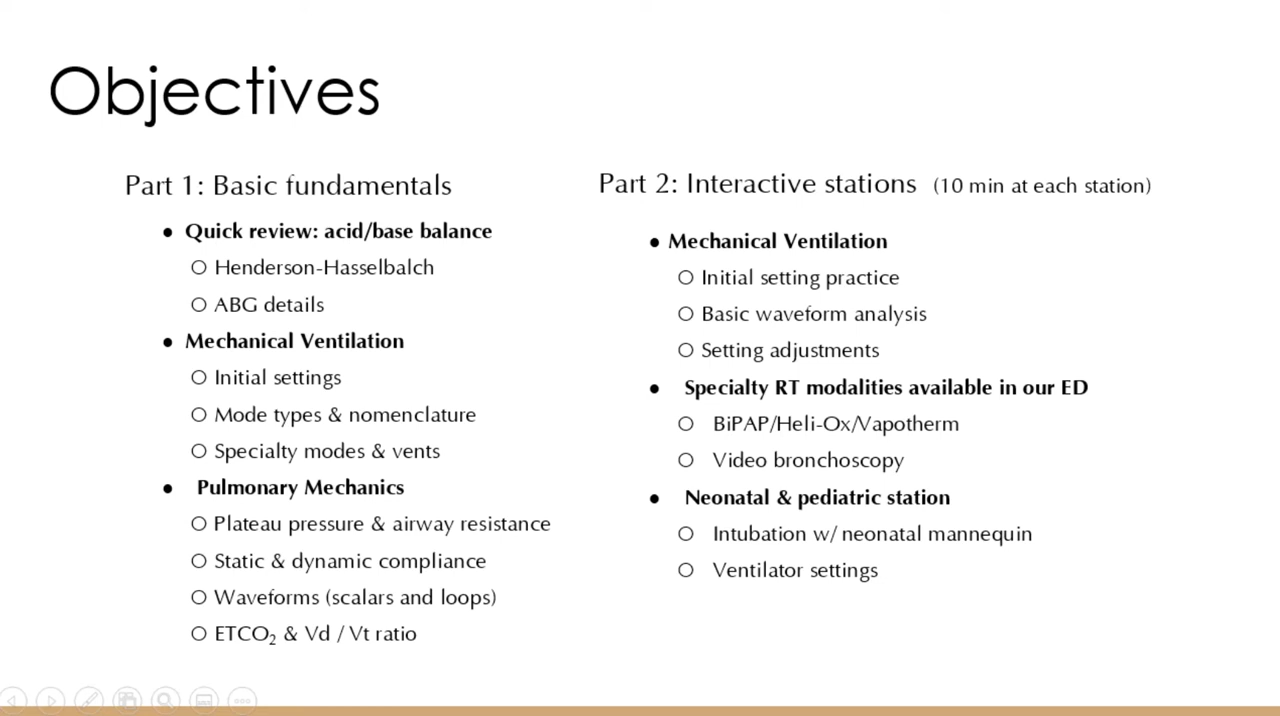 Objectives
Part 1: Basic fundamentals
● Quick review: acid/base balance
○ Henderson-Hasselbalch
○ ABG details
● Mechanical Ventilation
○ Initial settings
○ Mode types & nomenclature
○ Specialty modes & vents
● Pulmonary Mechanics
○ Plateau pressure & airway resistance
○ Static & dynamic compliance
○ Waveforms (scalars and loops)
○ ETCO₂ & Vd / Vt ratio
Part 2: Interactive stations (10 min at each station)
● Mechanical Ventilation
○ Initial setting practice
○ Basic waveform analysis
○ Setting adjustments
● Specialty RT modalities available in our ED
○ BiPAP/Heli-Ox/Vapotherm
○ Video bronchoscopy
● Neonatal & pediatric station
○ Intubation w/ neonatal mannequin
○ Ventilator settings